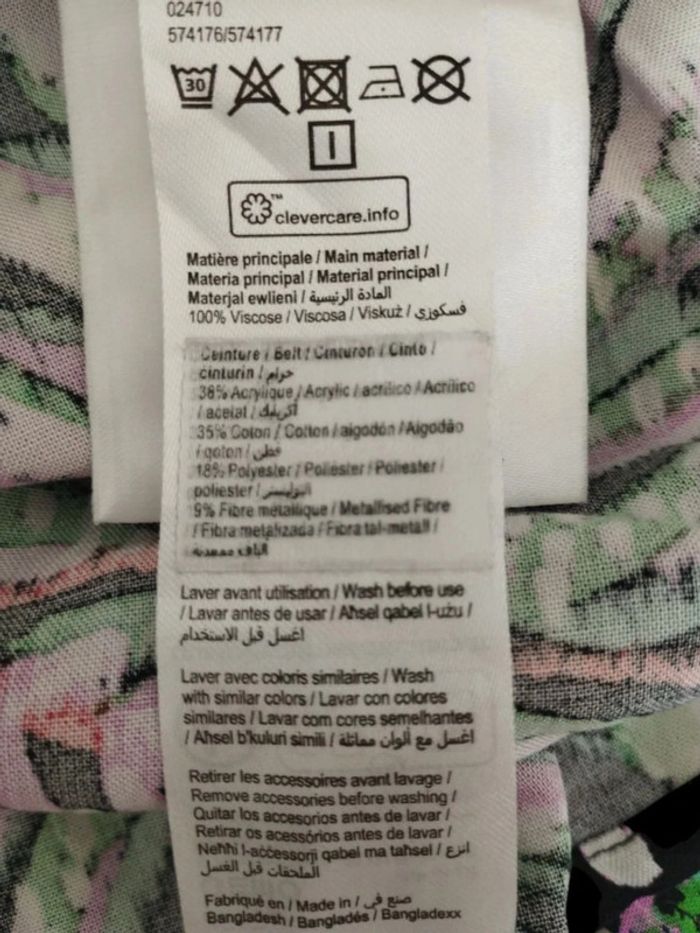 024710
574176/574177
30
I
™
clevercare.info
Matière principale / Main material /
Materia principal / Material principal /
Materjal ewlieni / المادة الرئيسية
100% Viscose / Viscosa / Viskuż / فسكوزي
Ceinture / Belt / Cinturon / Cinto /
cinturin / حزام
38% Acrylique / Acrylic / acrílico / Acrílico
/ acetat / أكريليك
35% Coton / Cotton / algodón / Algodão
/ qoton / قطن
18% Polyester / Poliéster / Poliester /
poliester / البوليستر
9% Fibre métallique / Metallised Fibre
/ Fibra metalizada / Fibra tal-metall /
ألياف معدنية
Laver avant utilisation / Wash before use
/ Lavar antes de usar / Aħsel qabel l-użu /
اغسل قبل الاستخدام
Laver avec coloris similaires / Wash
with similar colors / Lavar con colores
similares / Lavar com cores semelhantes
/ Aħsel b'kuluri simili / اغسل مع ألوان مماثلة
Retirer les accessoires avant lavage /
Remove accessories before washing /
Quitar los accesorios antes de lavar /
Retirar os acessórios antes de lavar /
Neħħi l-aċċessorji qabel ma taħsel / انزع
الملحقات قبل الغسل
Fabriqué en / Made in / صنع في
Bangladesh / Bangladés / Bangladexx